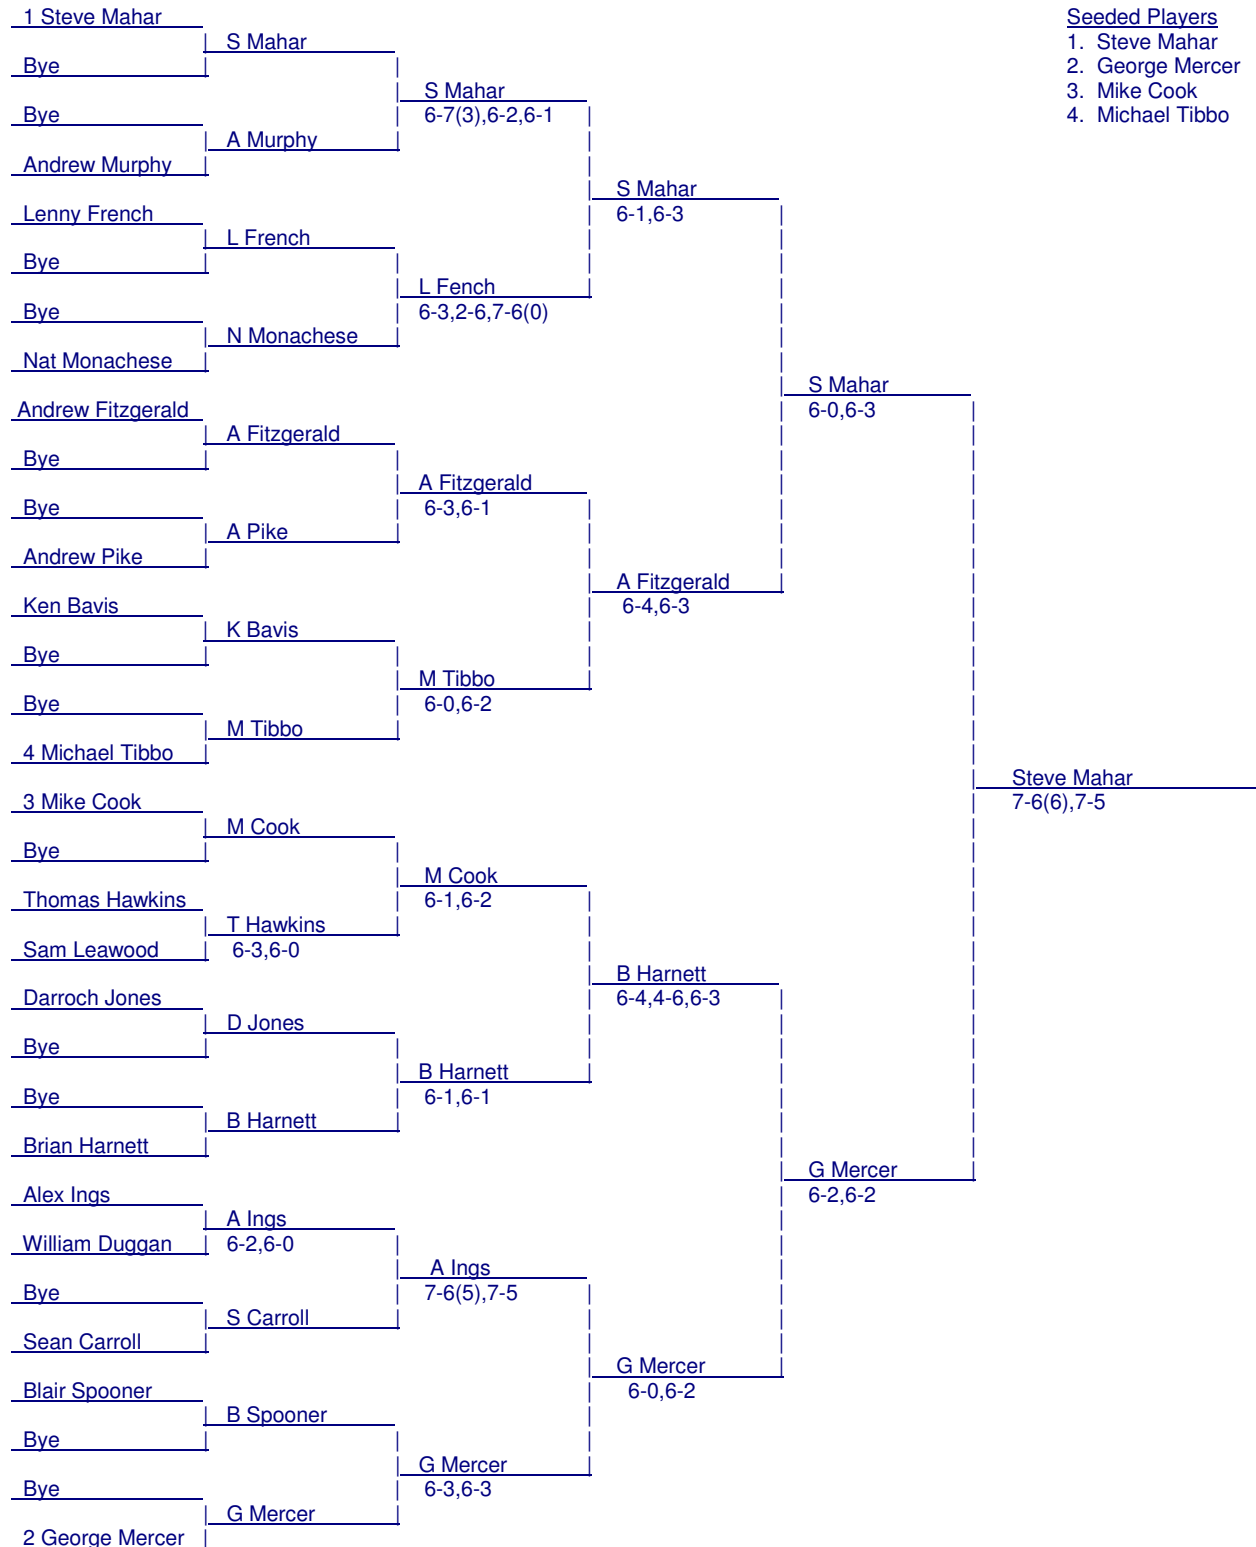 1 Steve Mahar
Bye
Bye
Andrew Murphy
Lenny French
Bye
Bye
Nat Monachese
Andrew Fitzgerald
Bye
Bye
Andrew Pike
Ken Bavis
Bye
Bye
4 Michael Tibbo
3 Mike Cook
Bye
Thomas Hawkins
Sam Leawood
Darroch Jones
Bye
Bye
Brian Harnett
Alex Ings
William Duggan
Bye
Sean Carroll
Blair Spooner
Bye
Bye
2 George Mercer
S Mahar
A Murphy
L French
N Monachese
A Fitzgerald
A Pike
K Bavis
M Tibbo
M Cook
T Hawkins
6-3,6-0
D Jones
B Harnett
A Ings
6-2,6-0
S Carroll
B Spooner
G Mercer
S Mahar
6-7(3),6-2,6-1
L Fench
6-3,2-6,7-6(0)
A Fitzgerald
6-3,6-1
M Tibbo
6-0,6-2
M Cook
6-1,6-2
B Harnett
6-1,6-1
A Ings
7-6(5),7-5
G Mercer
6-3,6-3
S Mahar
6-1,6-3
A Fitzgerald
6-4,6-3
B Harnett
6-4,4-6,6-3
G Mercer
6-0,6-2
S Mahar
6-0,6-3
G Mercer
6-2,6-2
Steve Mahar
7-6(6),7-5
Seeded Players
1. Steve Mahar
2. George Mercer
3. Mike Cook
4. Michael Tibbo